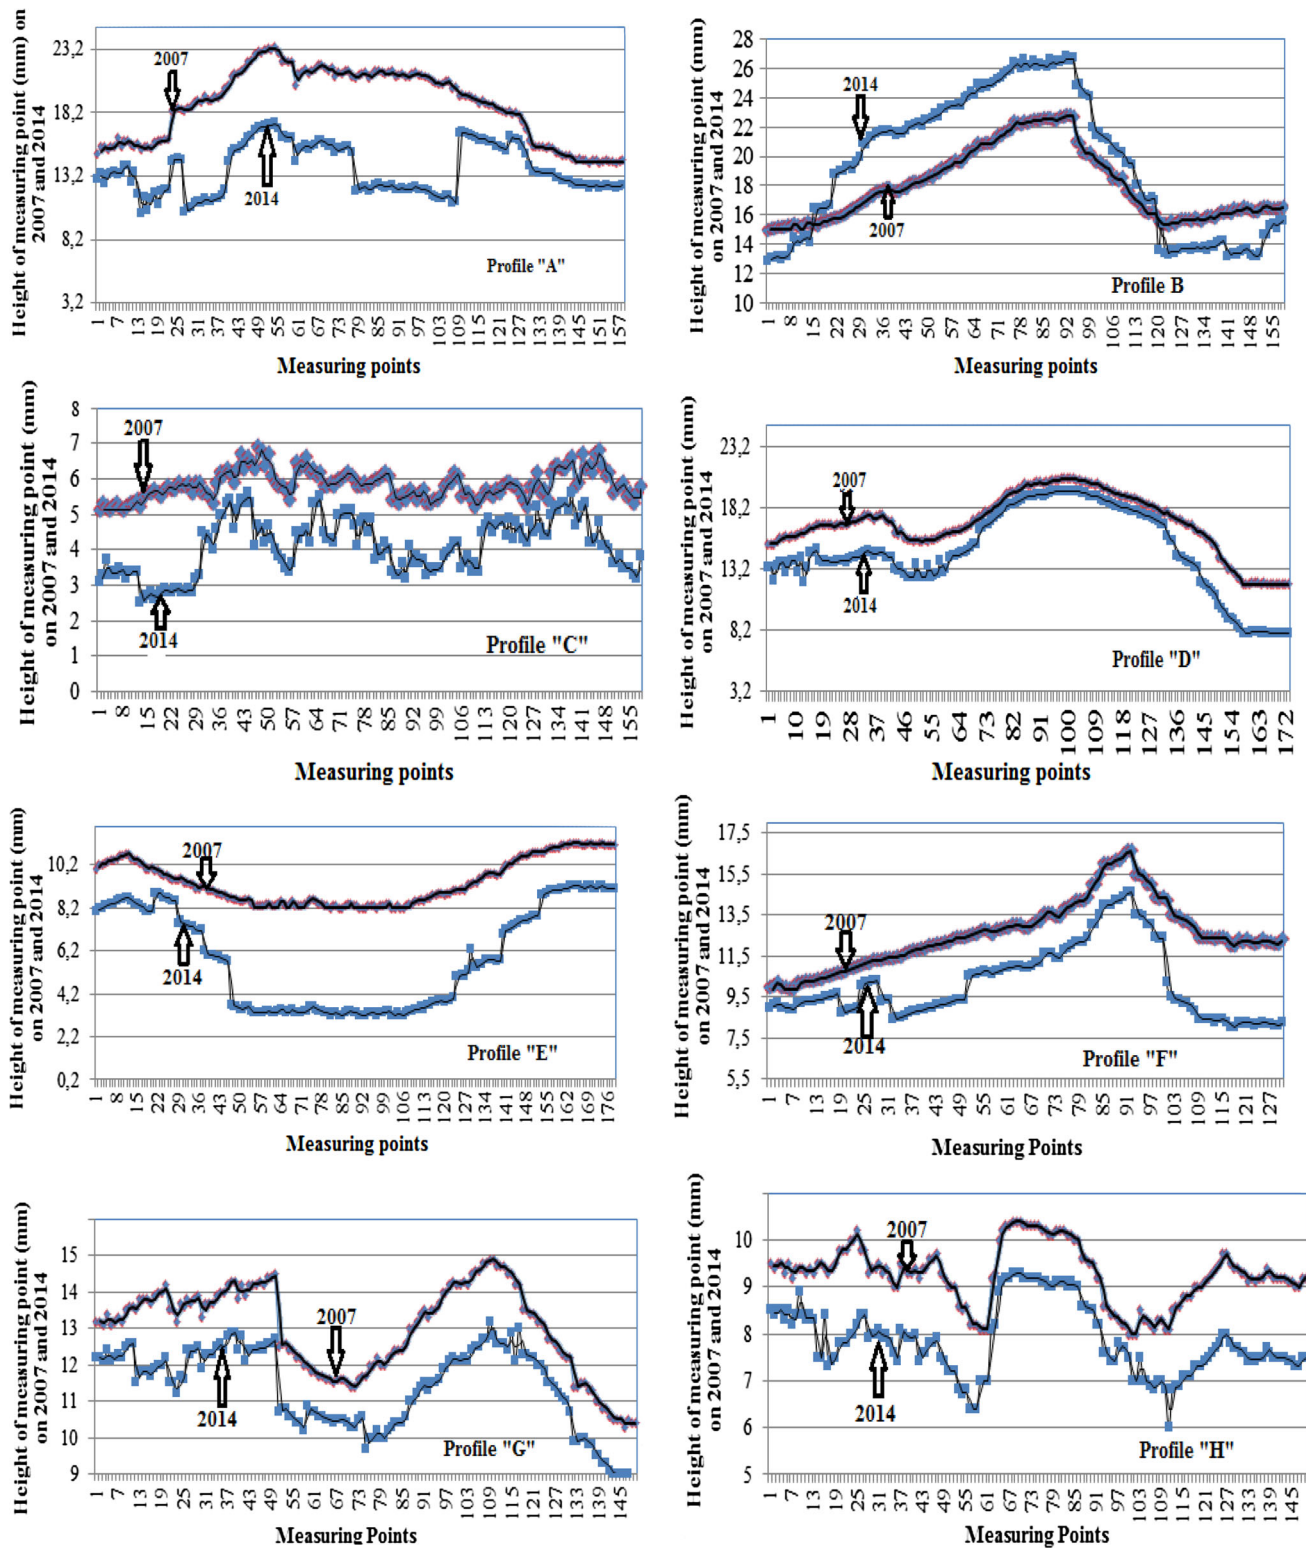 Height of measuring point (mm) on
2007 and 2014
23,2
18,2
13,2
8,2
3,2
2007
2014
Profile "A"
1 7 13 19 25 31 37 43 49 55 61 67 73 79 85 91 97 103 109 115 121 127 133 139 145 151 157
Measuring points
Height of measuring point (mm)
on 2007 and 2014
28
26
24
22
20
18
16
14
12
10
2014
2007
Profile B
1 8 15 22 29 36 43 50 57 64 71 78 85 92 99 106 113 120 127 134 141 148 155
Measuring points
Height of measuring point (mm)
on 2007 and 2014
8
7
6
5
4
3
2
1
0
2007
2014
Profile "C"
1 8 15 22 29 36 43 50 57 64 71 78 85 92 99 106 113 120 127 134 141 148 155
Measuring points
Height of measuring point (mm)
on 2007 and 2014
23,2
18,2
13,2
8,2
3,2
2007
2014
Profile "D"
1 10 19 28 37 46 55 64 73 82 91 100 109 118 127 136 145 154 163 172
Measuring points
Height of measuring point (mm)
on 2007 and 2014
10,2
8,2
6,2
4,2
2,2
0,2
2007
2014
Profile "E"
1 8 15 22 29 36 43 50 57 64 71 78 85 92 99 106 113 120 127 134 141 148 155 162 169 176
Measuring points
Height of measuring point (mm)
on 2007 and 2014
17,5
15,5
13,5
11,5
9,5
7,5
5,5
2007
2014
Profile "F"
1 7 13 19 25 31 37 43 49 55 61 67 73 79 85 91 97 103 109 115 121 127
Measuring Points
Height of measuring point (mm)
on 2007 and 2014
15
14
13
12
11
10
9
2007
2014
Profile "G"
1 7 13 19 25 31 37 43 49 55 61 67 73 79 85 91 97 103 109 115 121 127 133 139 145
Measuring Points
Height of measuring point (mm)
on 2007 and 2014
10
9
8
7
6
5
2007
2014
Profile "H"
1 7 13 19 25 31 37 43 49 55 61 67 73 79 85 91 97 103 109 115 121 127 133 139 145
Measuring Points